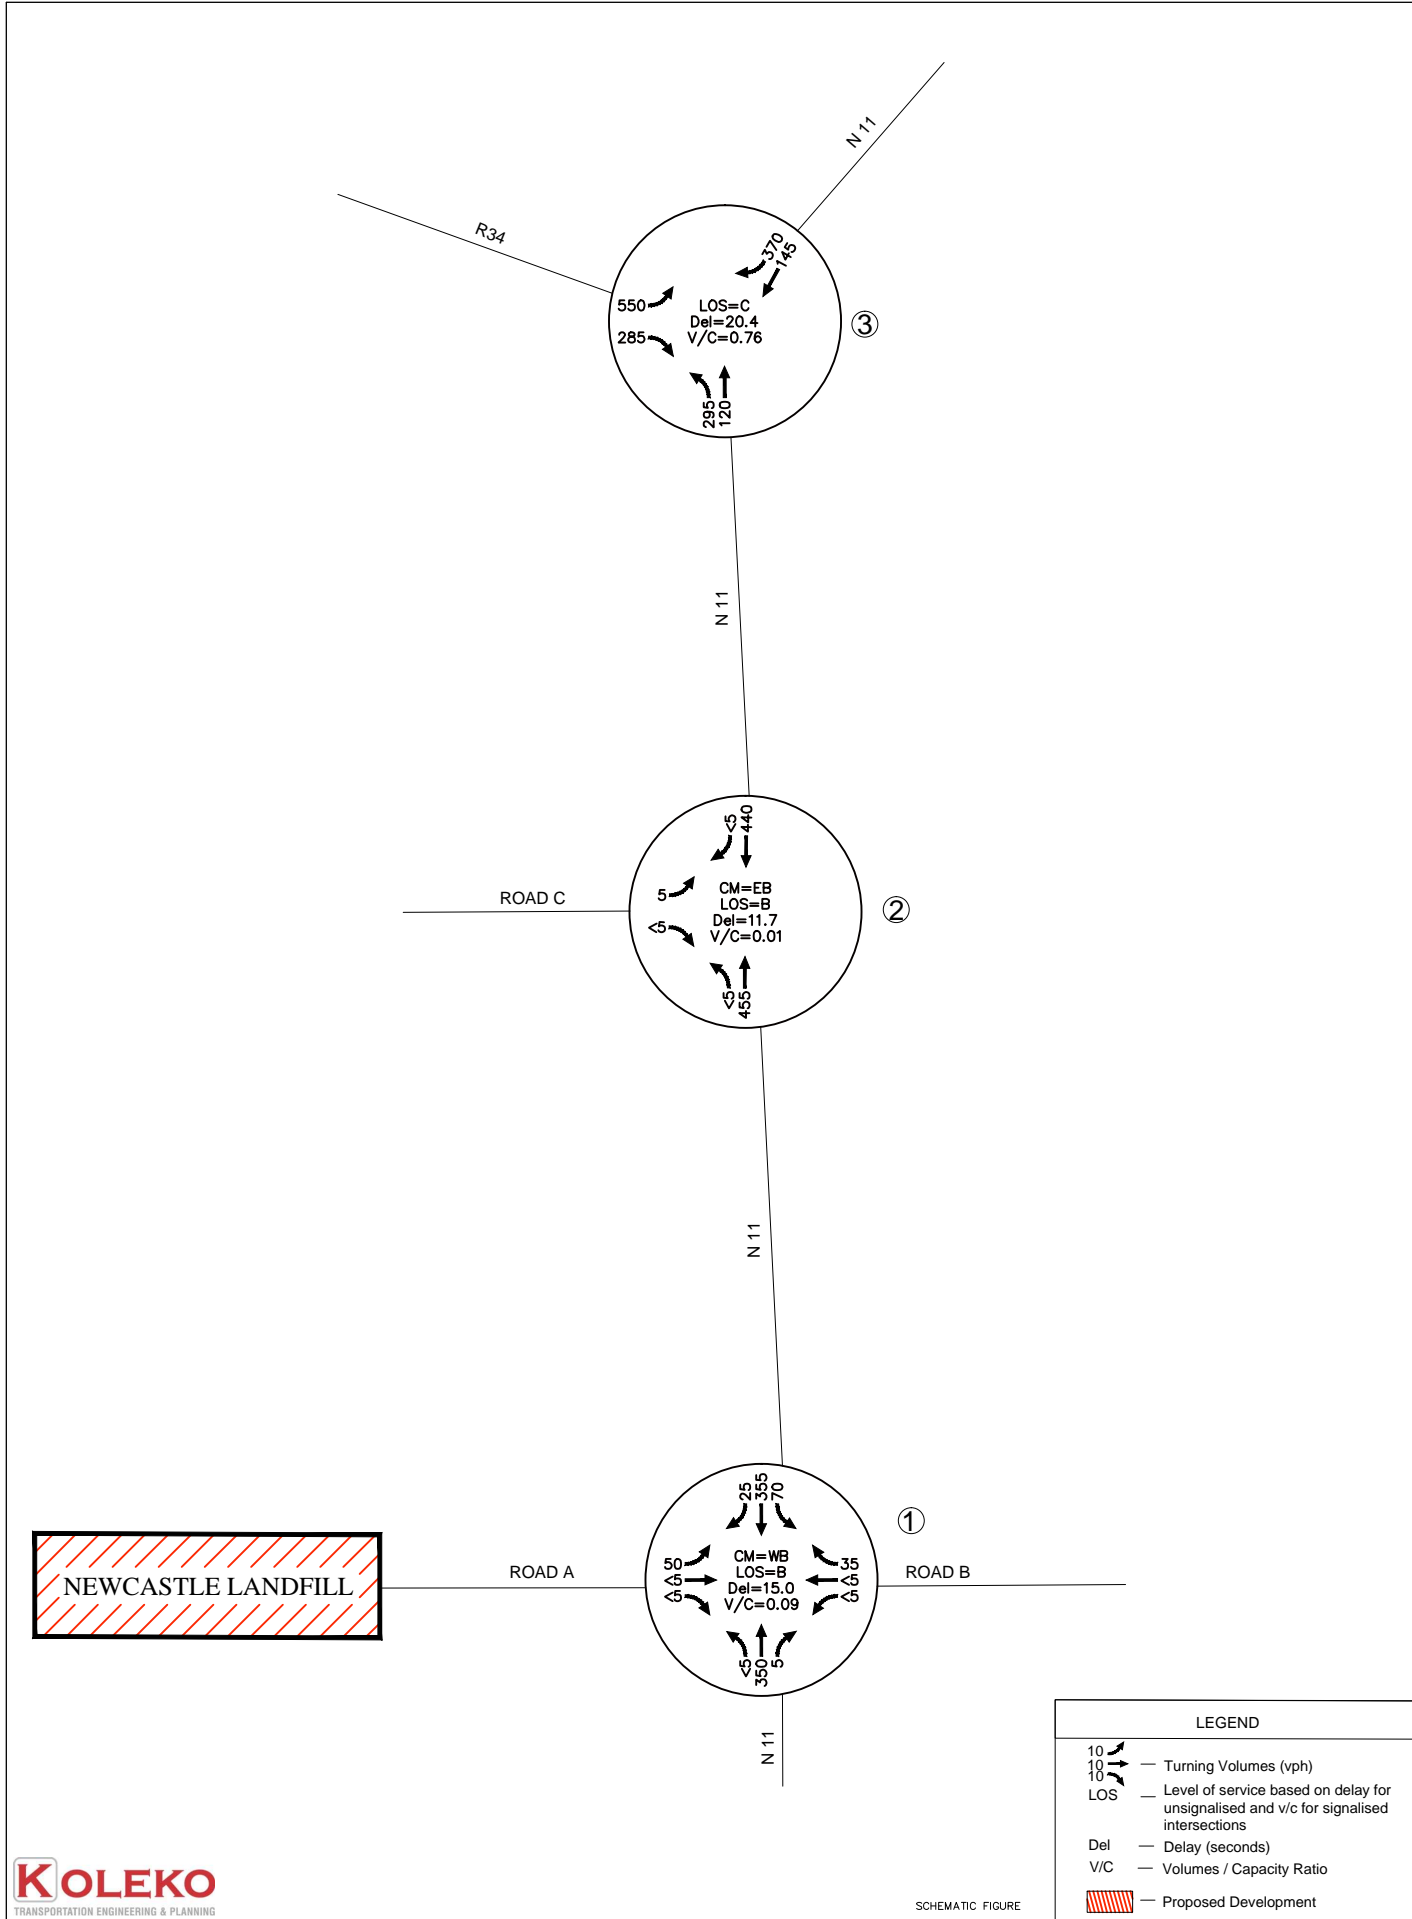 N 11
R34
370
145
550
LOS=C
Del=20.4
V/C=0.76
285
295
120
3
N 11
<5
440
5
CM=EB
LOS=B
Del=11.7
V/C=0.01
<5
<5
455
ROAD C
2
N 11
25
355
70
1
50
<5
<5
CM=WB
LOS=B
Del=15.0
V/C=0.09
35
<5
<5
<5
350
5
ROAD A
ROAD B
NEWCASTLE LANDFILL
N 11
LEGEND
10
10
10
— Turning Volumes (vph)
LOS — Level of service based on delay for
unsignalised and v/c for signalised
intersections
Del — Delay (seconds)
V/C — Volumes / Capacity Ratio
— Proposed Development
SCHEMATIC FIGURE
KOLEKO
TRANSPORTATION ENGINEERING & PLANNING